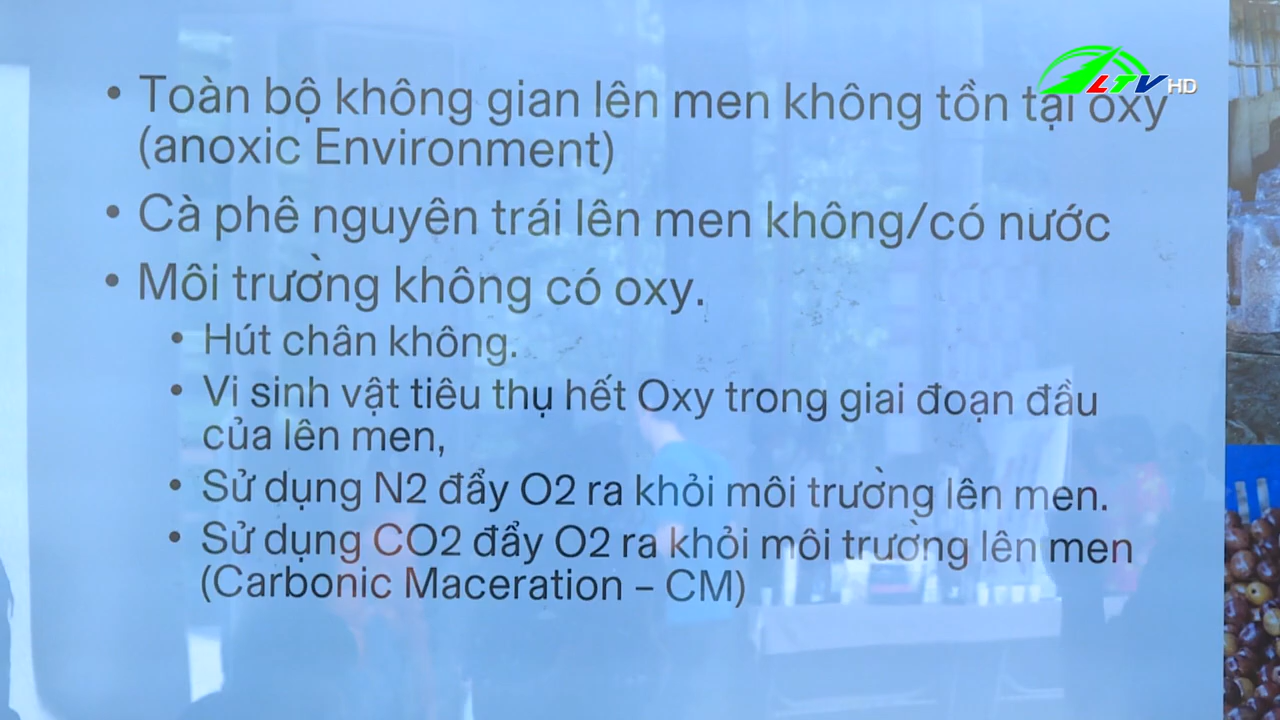 LTV HD
• Toàn bộ không gian lên men không tồn tại oxy
(anoxic Environment)
• Cà phê nguyên trái lên men không/có nước
• Môi trường không có oxy.
• Hút chân không.
• Vi sinh vật tiêu thụ hết Oxy trong giai đoạn đầu
của lên men,
• Sử dụng N2 đẩy O2 ra khỏi môi trường lên men.
• Sử dụng CO2 đẩy O2 ra khỏi môi trường lên men
(Carbonic Maceration – CM)